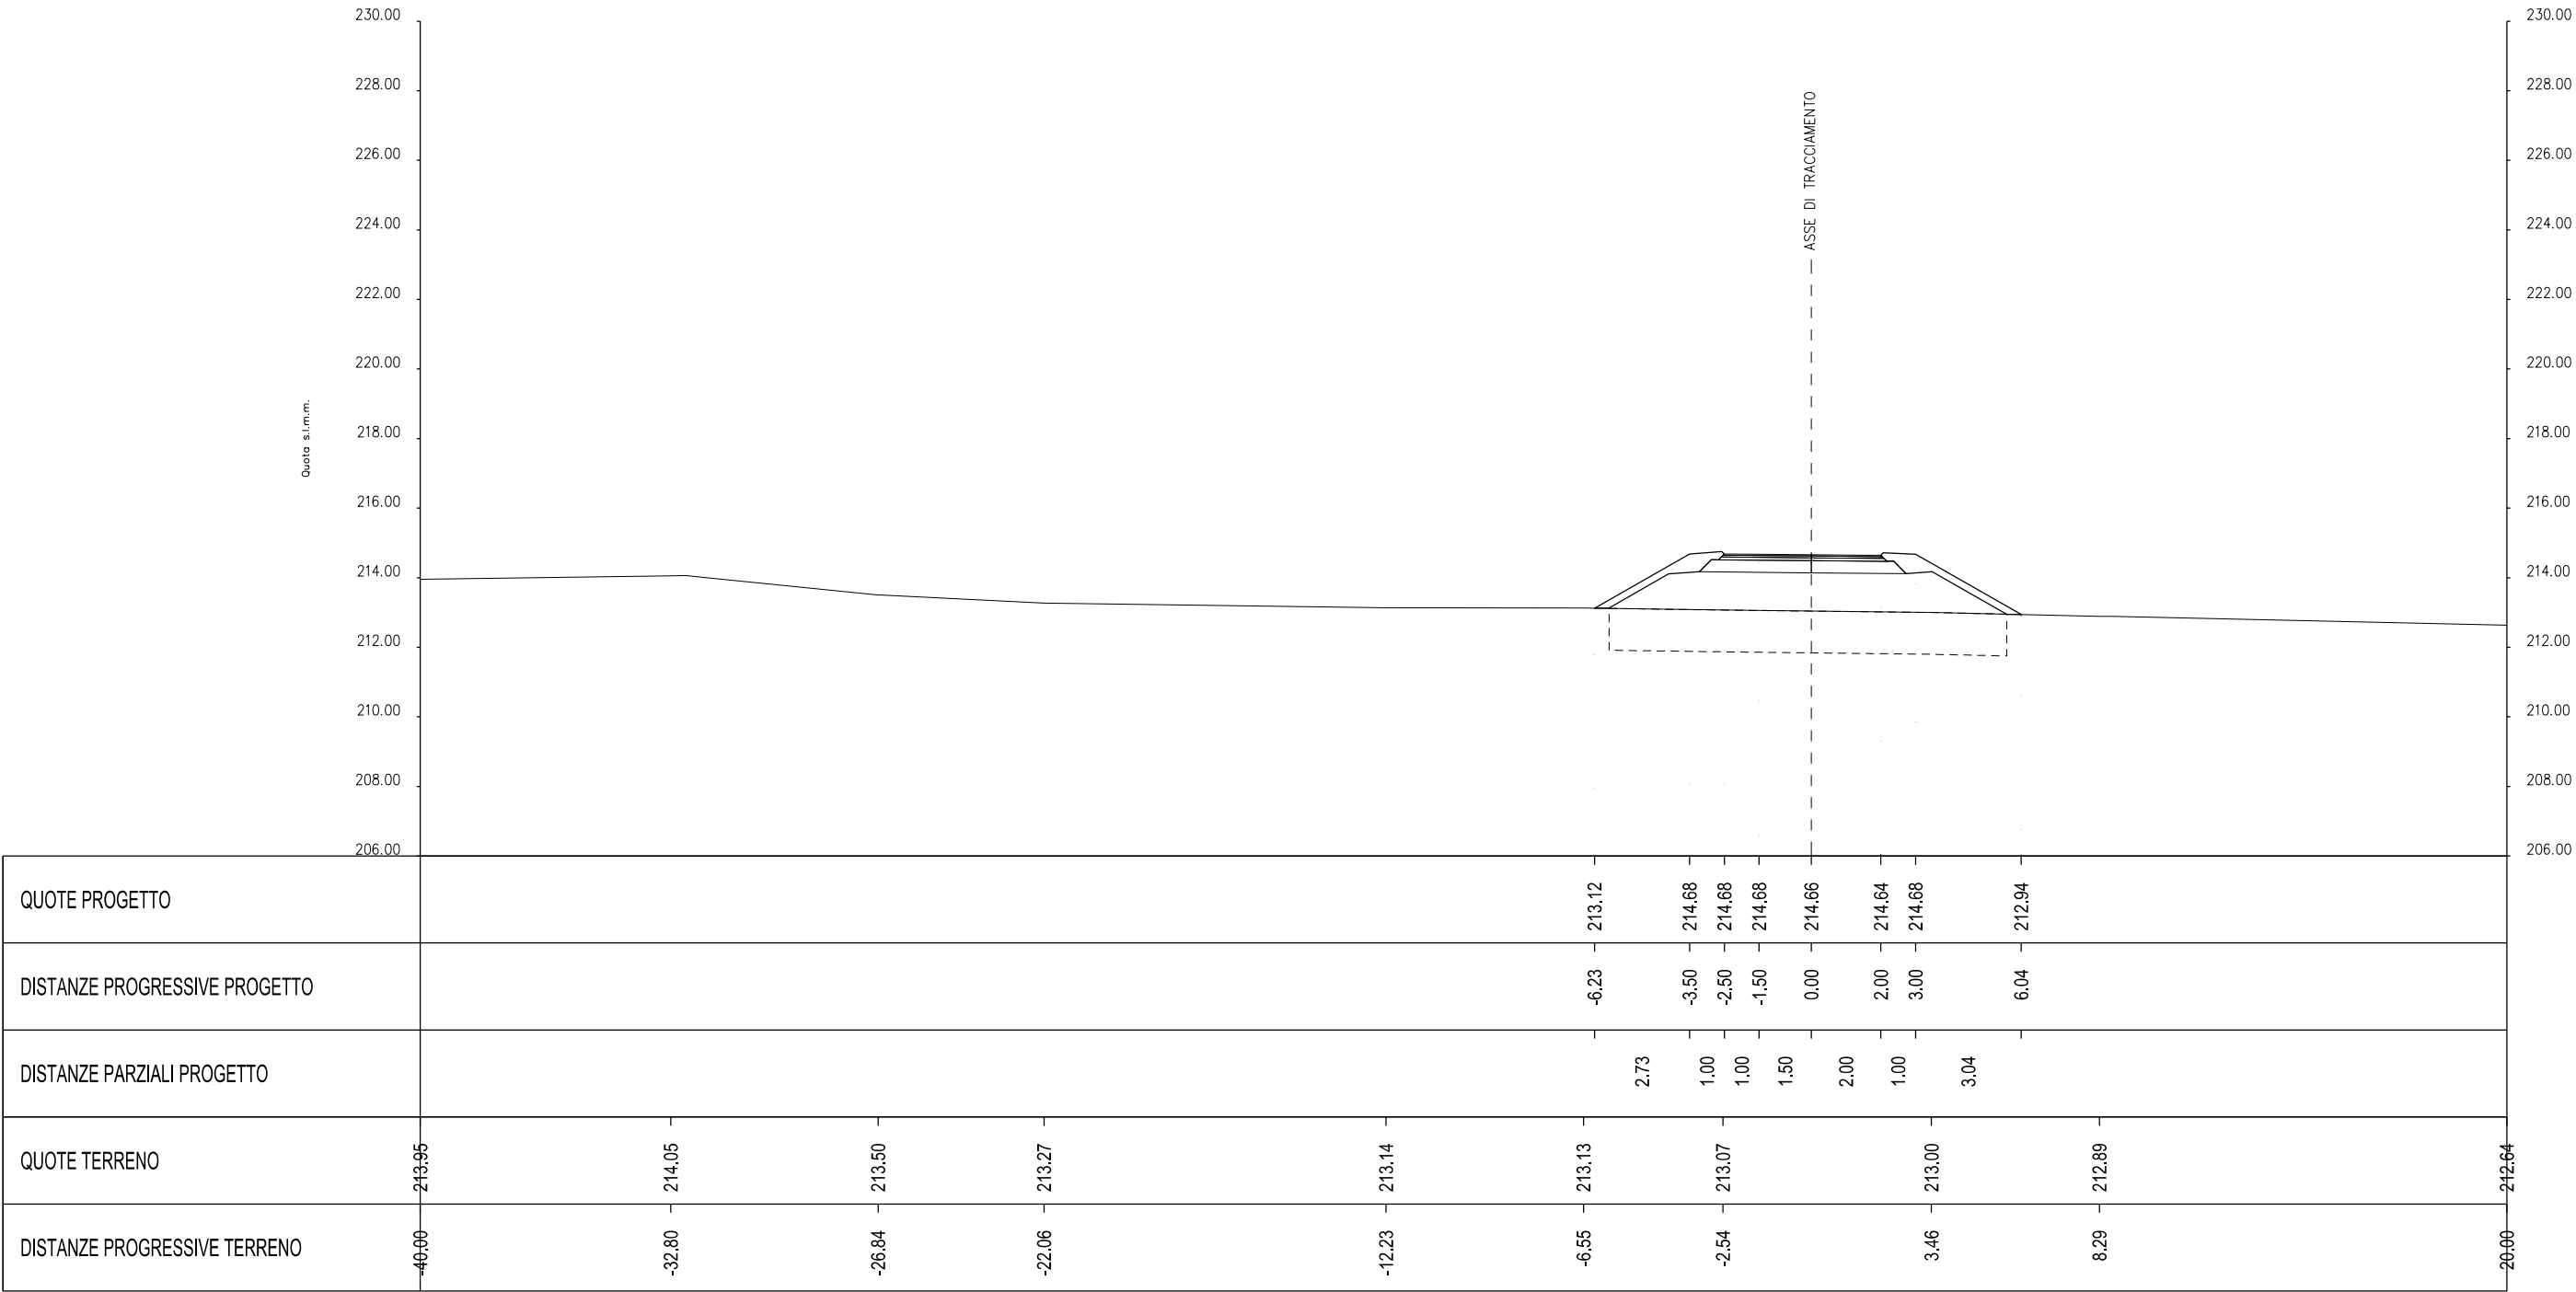 230.00 230.00
228.00 228.00
226.00 226.00
224.00 224.00
222.00 222.00
220.00 220.00
218.00 218.00
216.00 216.00
214.00 214.00
212.00 212.00
210.00 210.00
208.00 208.00
206.00 206.00
Quota s.l.m.m.
ASSE DI TRACCIAMENTO
QUOTE PROGETTO 213.12 214.68 214.68 214.68 214.66 214.64 214.68 212.94
DISTANZE PROGRESSIVE PROGETTO -6.23 -3.50 -2.50 -1.50 0.00 2.00 3.00 6.04
DISTANZE PARZIALI PROGETTO 2.73 1.00 1.00 1.50 2.00 1.00 3.04
QUOTE TERRENO 213.95 214.05 213.50 213.27 213.14 213.13 213.07 213.00 212.89 212.64
DISTANZE PROGRESSIVE TERRENO -40.00 -32.80 -26.84 -22.06 -12.23 -6.55 -2.54 3.46 8.29 20.00